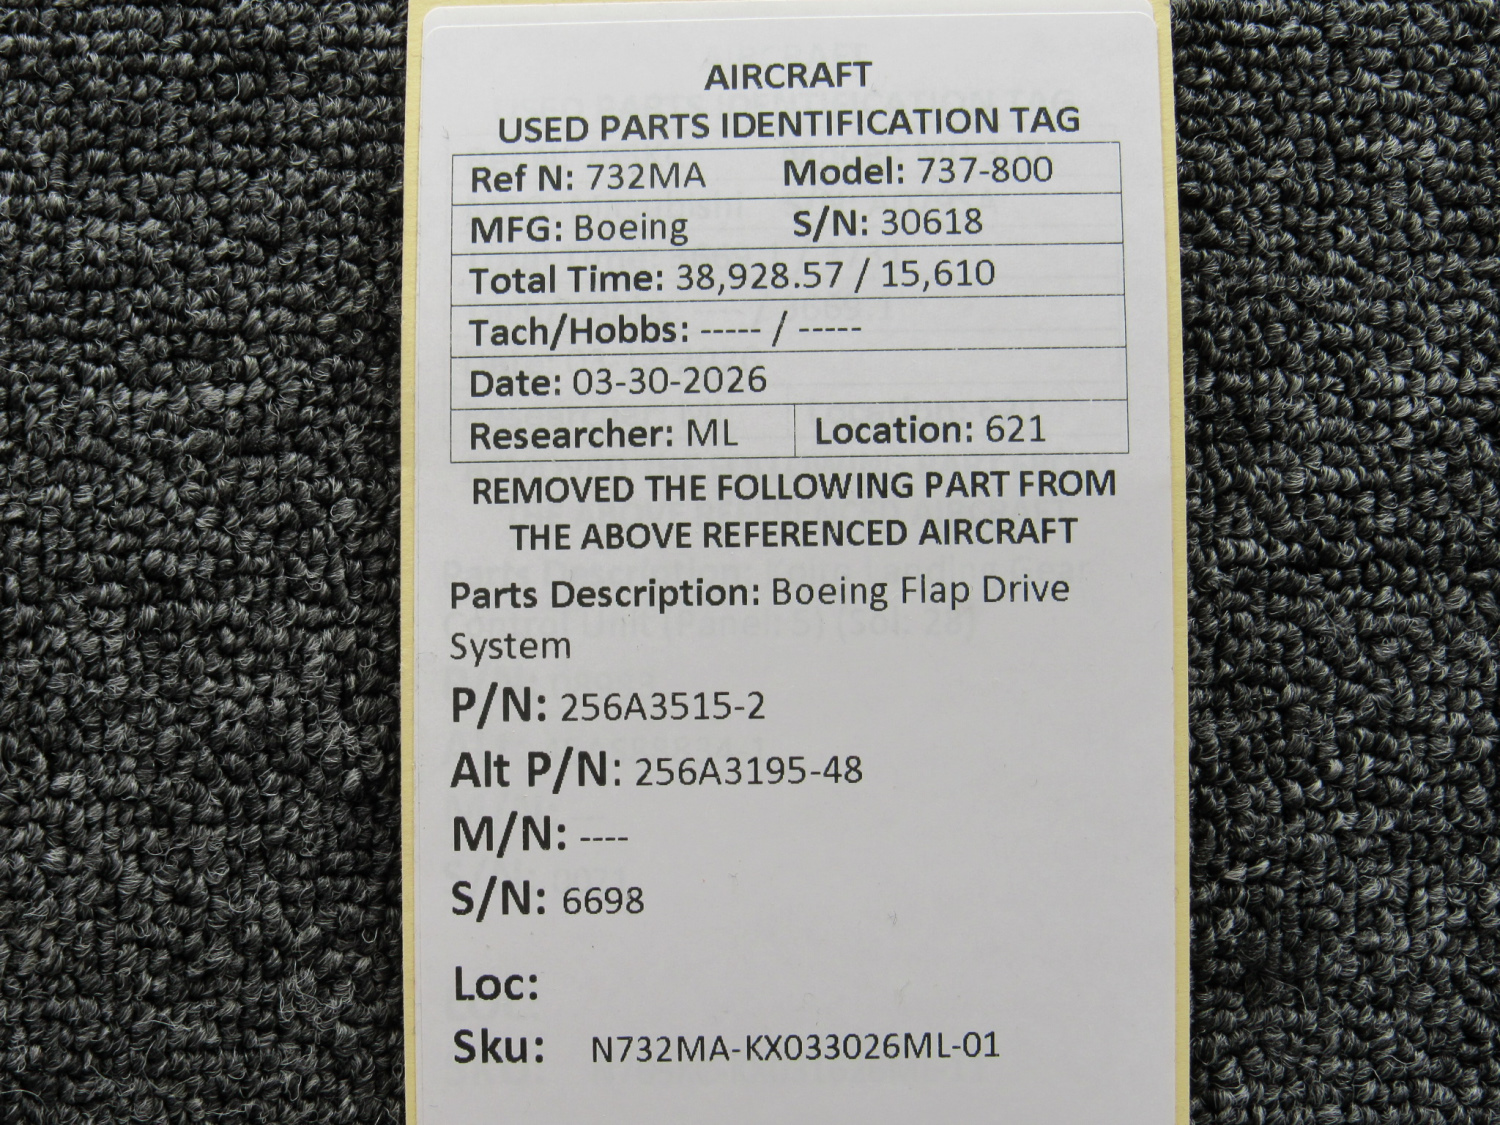 AIRCRAFT
USED PARTS IDENTIFICATION TAG
Ref N: 732MA Model: 737-800
MFG: Boeing S/N: 30618
Total Time: 38,928.57 / 15,610
Tach/Hobbs: ----- / -----
Date: 03-30-2026
Researcher: ML Location: 621
REMOVED THE FOLLOWING PART FROM
THE ABOVE REFERENCED AIRCRAFT
Parts Description: Boeing Flap Drive
System
P/N: 256A3515-2
Alt P/N: 256A3195-48
M/N: ----
S/N: 6698
Loc:
Sku: N732MA-KX033026ML-01